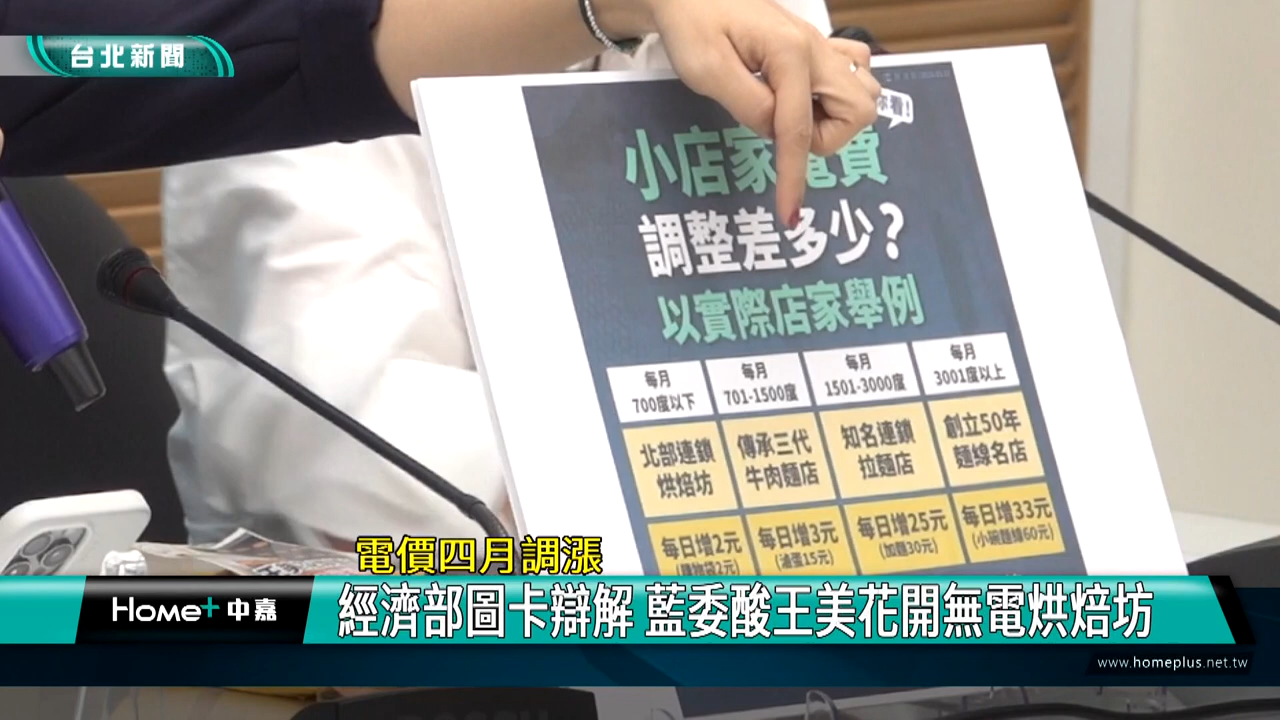 台北新聞
你看!
小店家電費
調整差多少?
以實際店家舉例
每月
700度以下
每月
701-1500度
每月
1501-3000度
每月
3001度以上
北部連鎖
烘焙坊
傳承三代
牛肉麵店
知名連鎖
拉麵店
創立50年
麵線名店
每日增2元
(購物袋2元)
每日增3元
(滷蛋15元)
每日增25元
(加麵30元)
每日增33元
(小碗麵線60元)
電價四月調漲
Home+中嘉
經濟部圖卡辯解 藍委酸王美花開無電烘焙坊
www.homeplus.net.tw